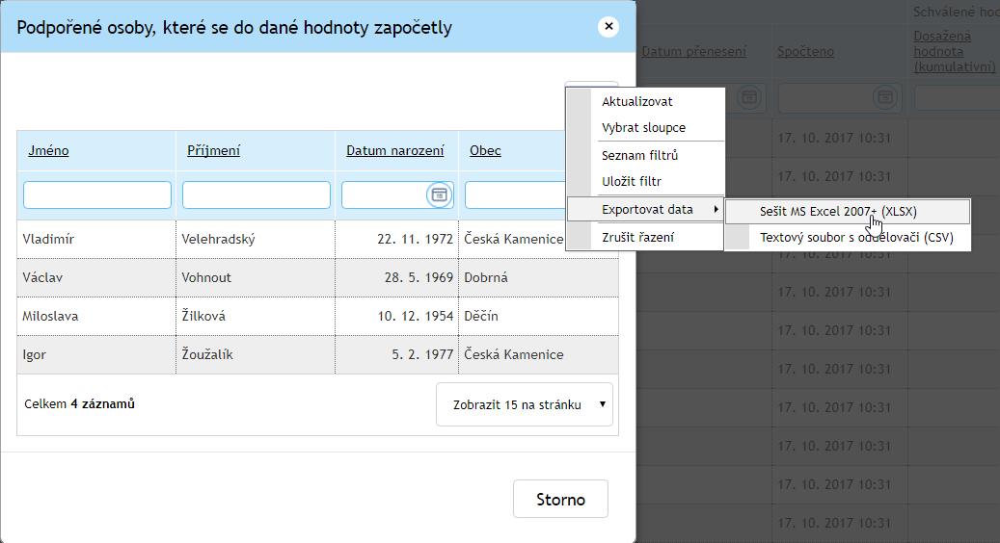 Podpořené osoby, které se do dané hodnoty započetly
Schválené hod
Datum přenesení
Spočteno
Dosažená
hodnota
(kumulativní)
Aktualizovat
Vybrat sloupce
Seznam filtrů
Uložit filtr
Exportovat data
Zrušit řazení
Sešit MS Excel 2007+ (XLSX)
Textový soubor s oddělovači (CSV)
Jméno Příjmení Datum narození Obec
Vladimír Velehradský 22. 11. 1972 Česká Kamenice
Václav Vohnout 28. 5. 1969 Dobrná
Miloslava Žilková 10. 12. 1954 Děčín
Igor Žoužalík 5. 2. 1977 Česká Kamenice
Celkem 4 záznamů
Zobrazit 15 na stránku
Storno
17. 10. 2017 10:31
17. 10. 2017 10:31
17. 10. 2017 10:31
17. 10. 2017 10:31
17. 10. 2017 10:31
17. 10. 2017 10:31
17. 10. 2017 10:31
17. 10. 2017 10:31
17. 10. 2017 10:31
17. 10. 2017 10:31